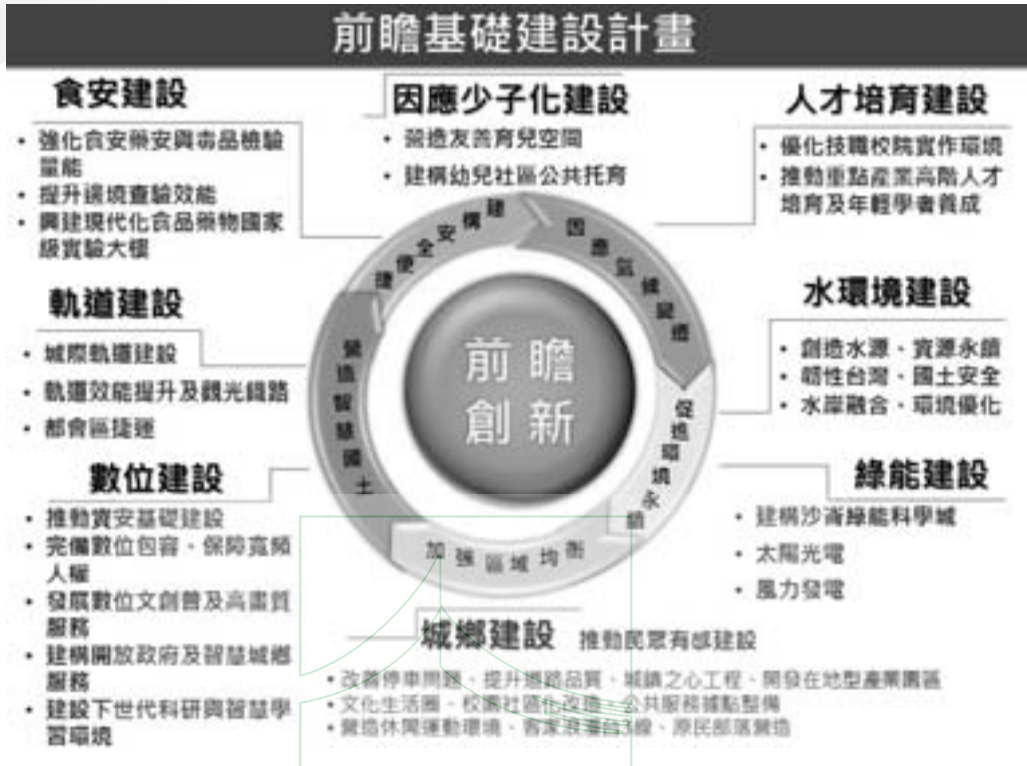 前瞻基礎建設計畫
食安建設
• 強化食安藥安與毒品檢驗
量能
• 提升邊境查驗效能
• 興建現代化食品藥物國家
級實驗大樓
因應少子化建設
• 營造友善育兒空間
• 建構幼兒社區公共托育
人才培育建設
• 優化技職校院實作環境
• 推動重點產業高階人才
培育及年輕學者養成
軌道建設
• 城際軌道建設
• 軌道效能提升及觀光鐵路
• 都會區捷運
水環境建設
• 創造水源、資源永續
• 韌性台灣、國土安全
• 水岸融合、環境優化
數位建設
• 推動資安基礎建設
• 完備數位包容、保障寬頻
人權
• 發展數位文創普及高畫質
服務
• 建構開放政府及智慧城鄉
服務
• 建設下世代科研與智慧學
習環境
綠能建設
• 建構沙崙綠能科學城
• 太陽光電
• 風力發電
建構安全便捷
因應氣候變遷
促進環境永續
加強區域均衡
營造智慧國土
前瞻
創新
城鄉建設 推動民眾有感建設
• 改善停車問題、提升道路品質、城鎮之心工程、開發在地型產業園區
• 文化生活圈、校園社區化改造、公共服務據點整備
• 營造休閒運動環境、客家浪漫台3線、原民部落營造